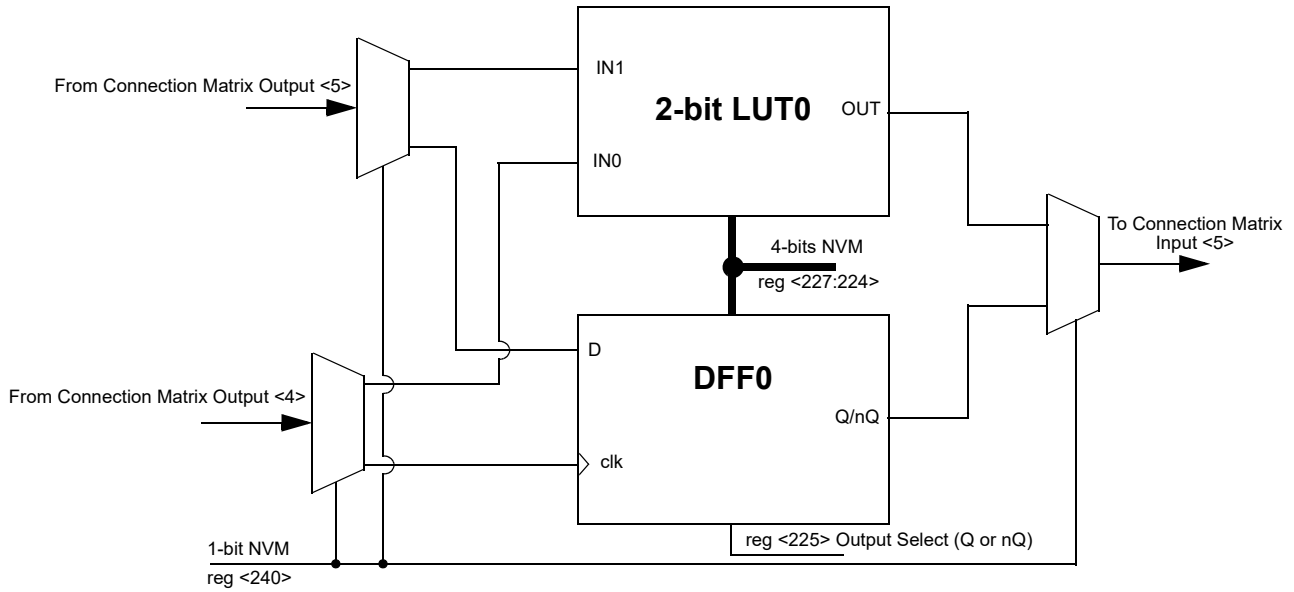 From Connection Matrix Output <5>
IN1
2-bit LUT0
OUT
IN0
To Connection Matrix
Input <5>
4-bits NVM
reg <227:224>
D
DFF0
From Connection Matrix Output <4>
Q/nQ
clk
reg <225> Output Select (Q or nQ)
1-bit NVM
reg <240>